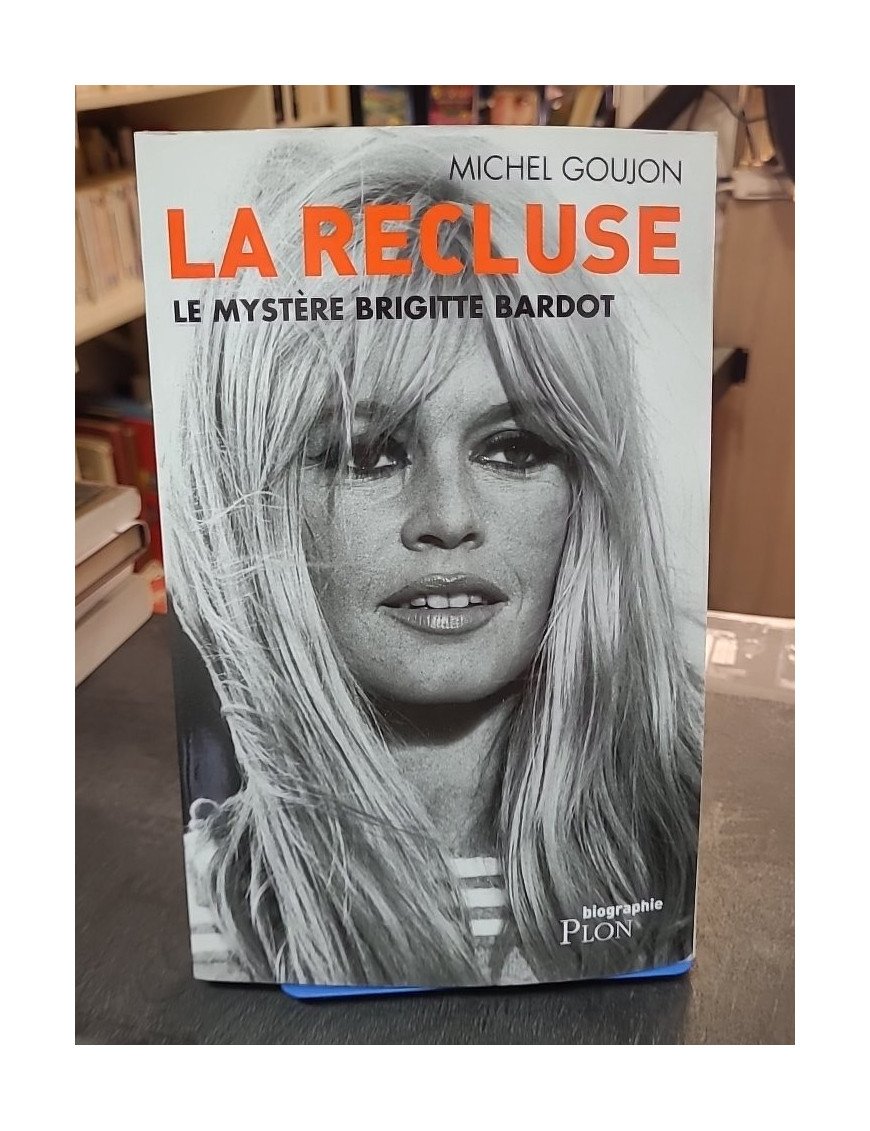 MICHEL GOUJON
LA RECLUSE
LE MYSTÈRE BRIGITTE BARDOT
biographie
PLON